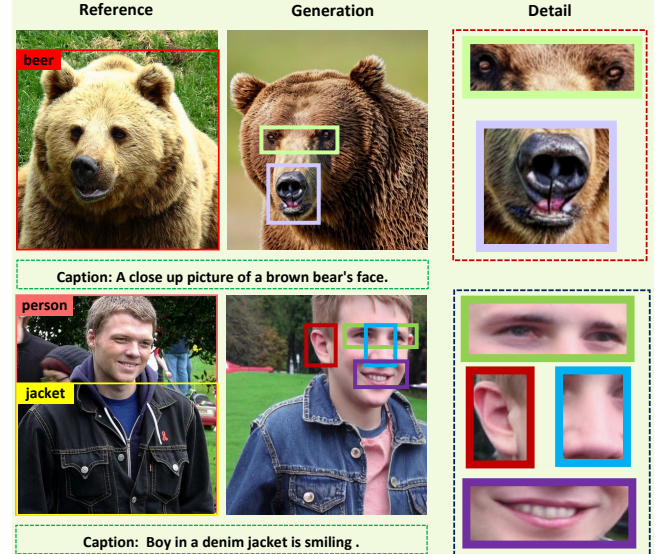 Reference Generation Detail
beer
Caption: A close up picture of a brown bear's face.
person
jacket
Caption: Boy in a denim jacket is smiling .